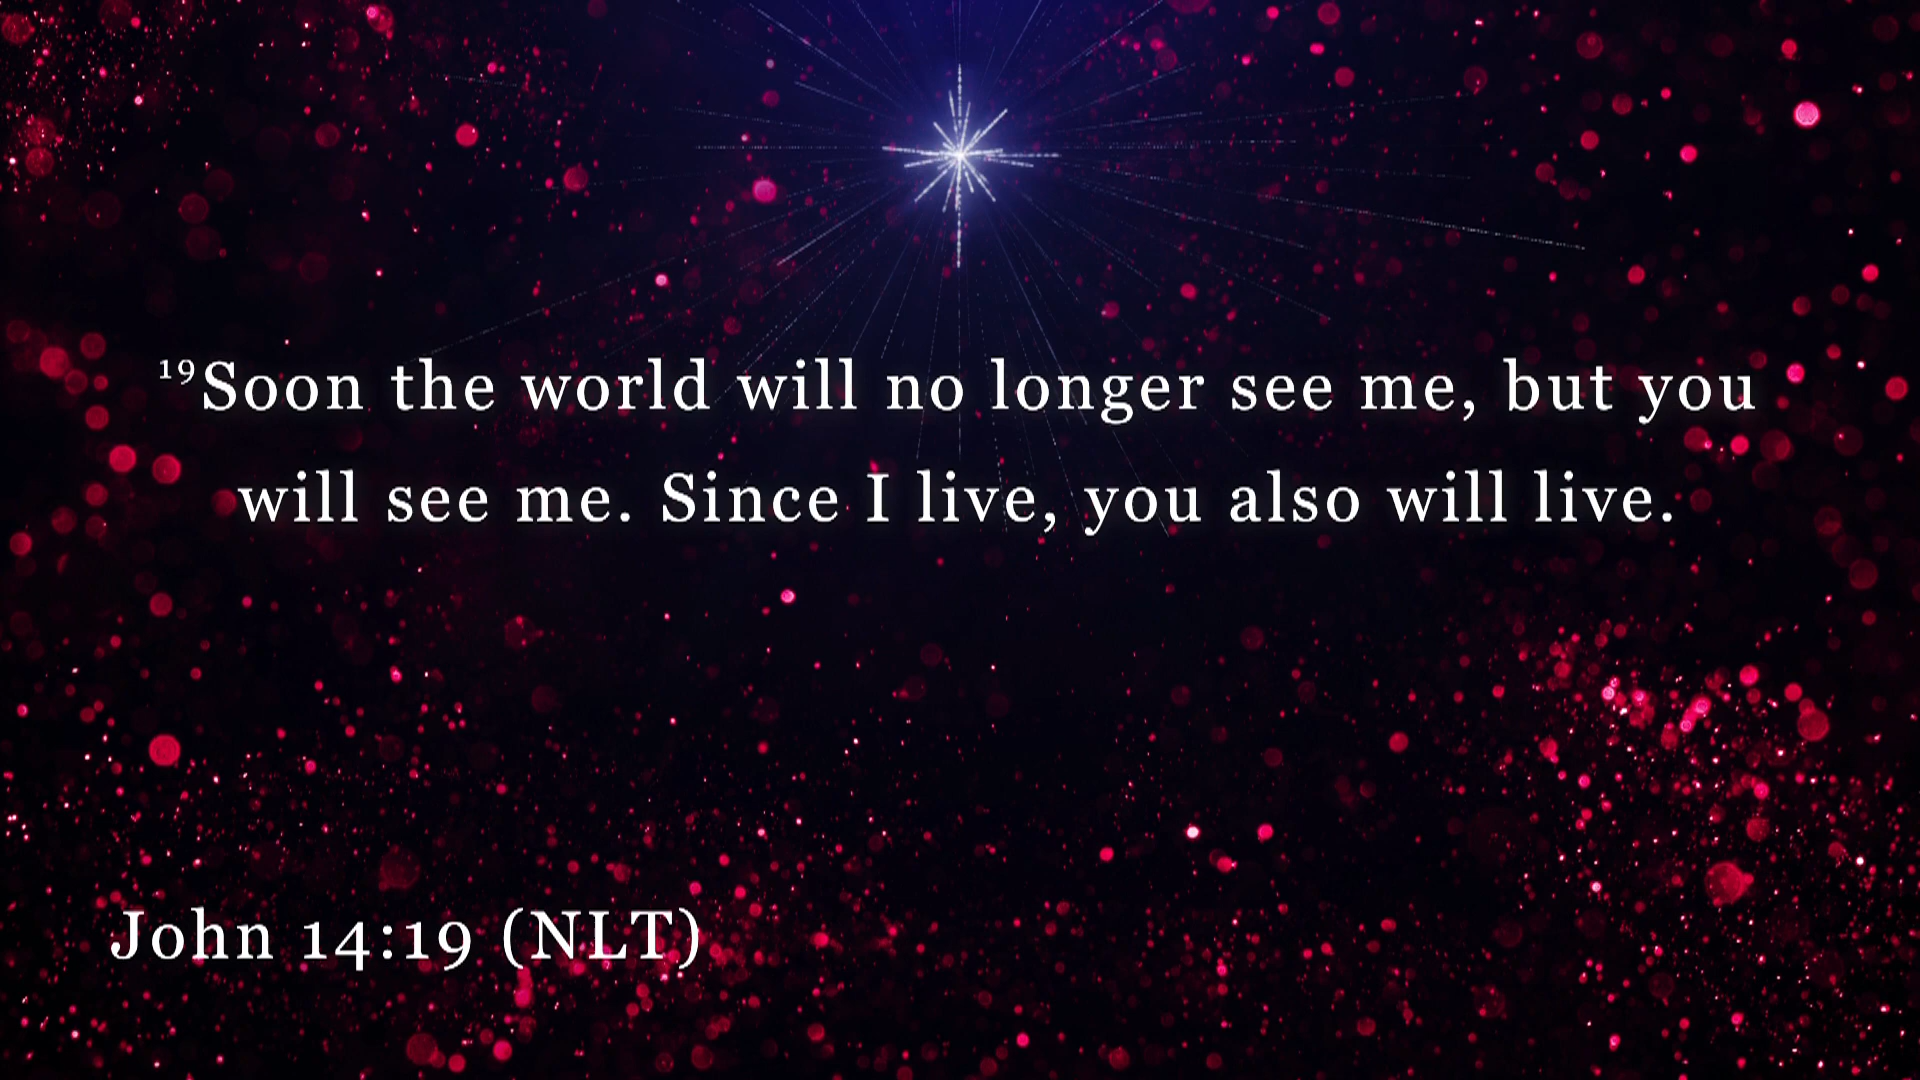 ¹⁹Soon the world will no longer see me, but you
will see me. Since I live, you also will live.
John 14:19 (NLT)